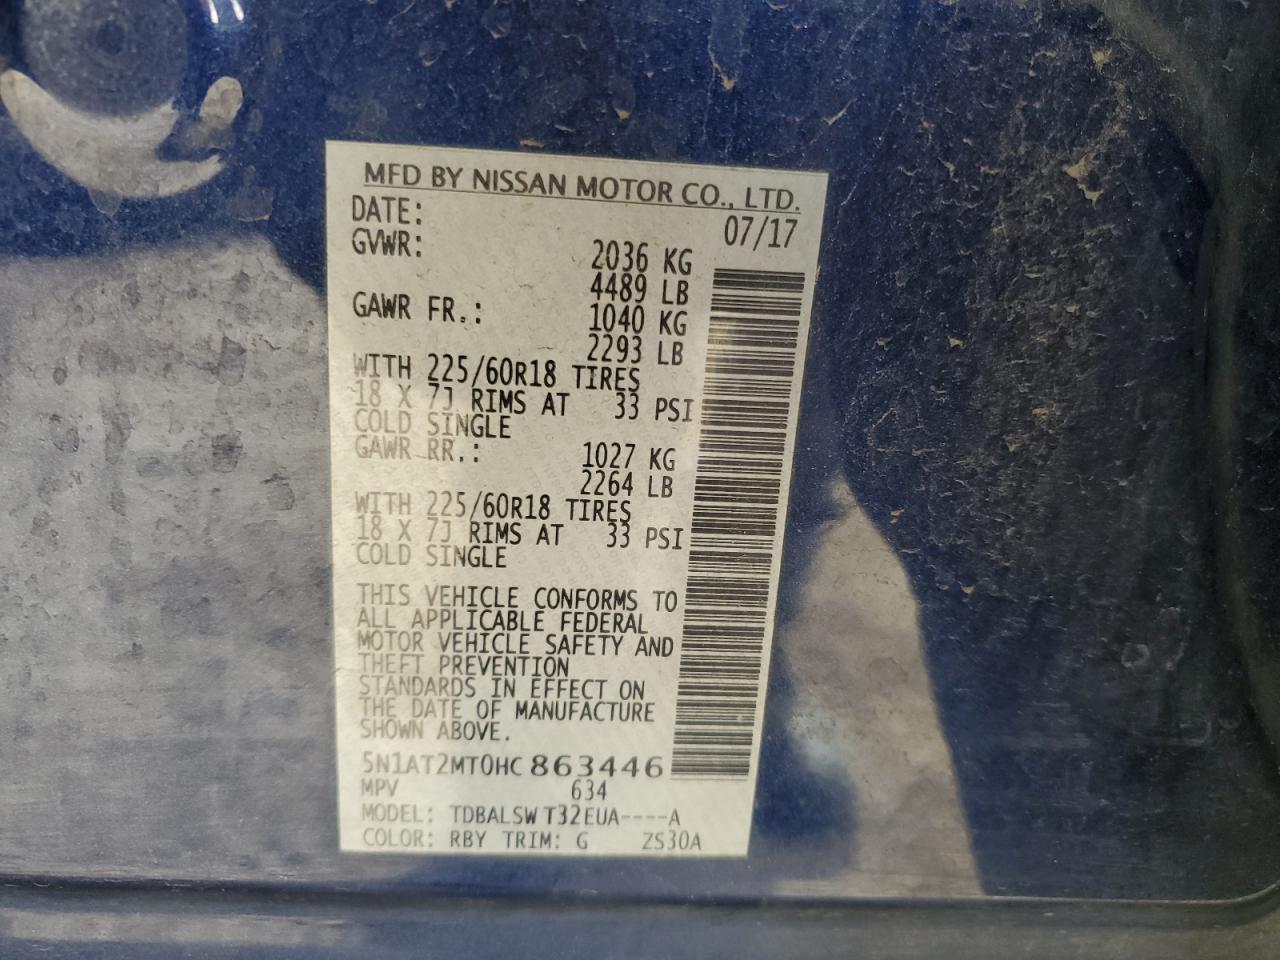 MFD BY NISSAN MOTOR CO., LTD.
DATE: 07/17
GVWR: 2036 KG
4489 LB
GAWR FR.: 1040 KG
2293 LB
WITH 225/60R18 TIRES
18 X 7J RIMS AT 33 PSI
COLD SINGLE
GAWR RR.: 1027 KG
2264 LB
WITH 225/60R18 TIRES
18 X 7J RIMS AT 33 PSI
COLD SINGLE
THIS VEHICLE CONFORMS TO
ALL APPLICABLE FEDERAL
MOTOR VEHICLE SAFETY AND
THEFT PREVENTION
STANDARDS IN EFFECT ON
THE DATE OF MANUFACTURE
SHOWN ABOVE.
5N1AT2MT0HC 863446
MPV 634
MODEL: TDBALSW T32EUA----A
COLOR: RBY TRIM: G ZS30A